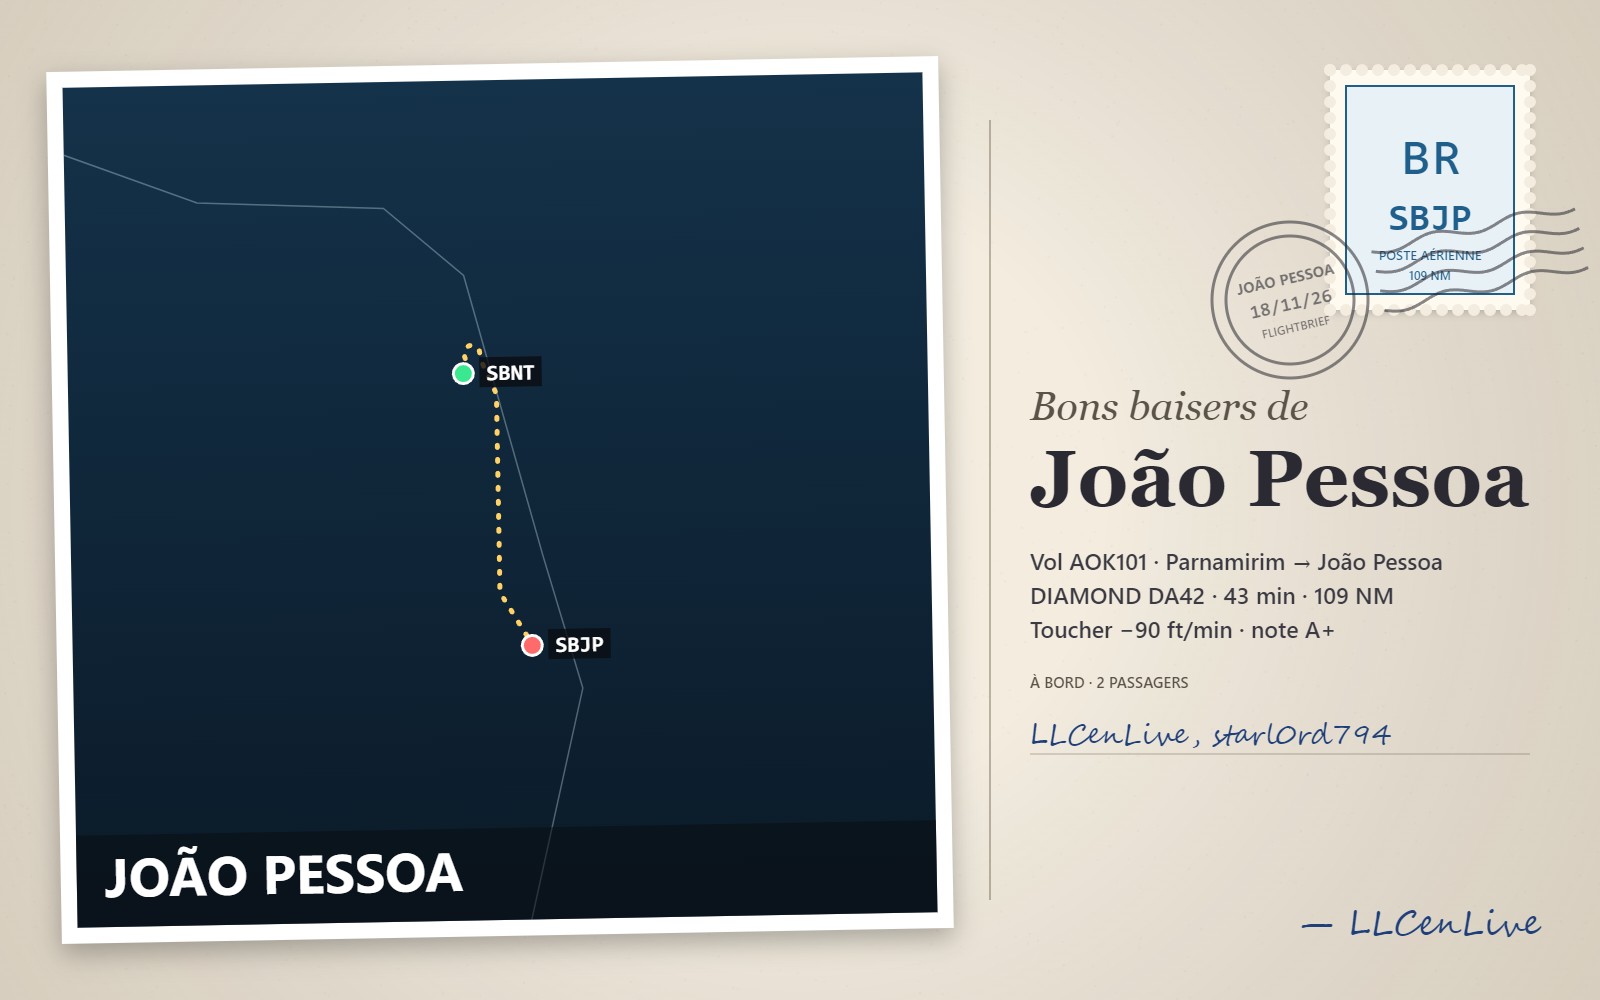 SBNT
SBJP
JOÃO PESSOA
BR
SBJP
POSTE AÉRIENNE
109 NM
JOÃO PESSOA
18/11/26
FLIGHTBRIEF
Bons baisers de
João Pessoa
Vol AOK101 · Parnamirim → João Pessoa
DIAMOND DA42 · 43 min · 109 NM
Toucher −90 ft/min · note A+
À BORD · 2 PASSAGERS
LLCenLive, starlOrd794
— LLCenLive